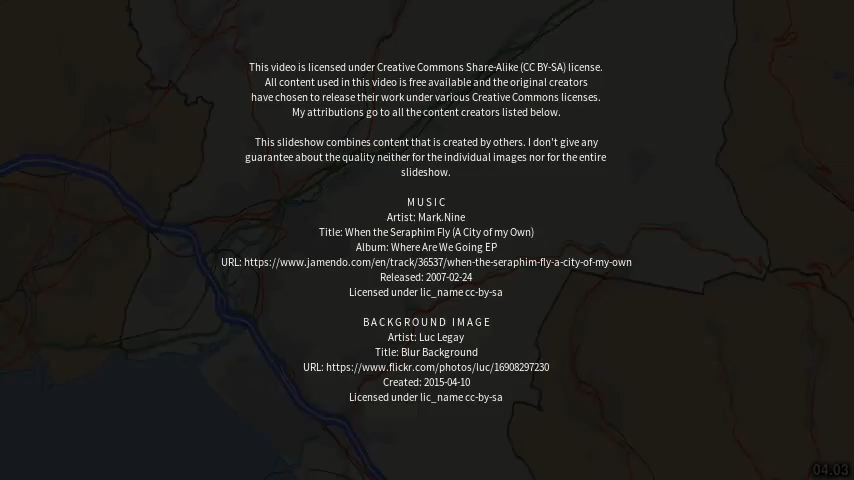 This video is licensed under Creative Commons Share-Alike (CC BY-SA) license.
All content used in this video is free available and the original creators
have chosen to release their work under various Creative Commons licenses.
My attributions go to all the content creators listed below.
This slideshow combines content that is created by others. I don't give any
guarantee about the quality neither for the individual images nor for the entire
slideshow.
MUSIC
Artist: Mark.Nine
Title: When the Seraphim Fly (A City of my Own)
Album: Where Are We Going EP
URL: https://www.jamendo.com/en/track/36537/when-the-seraphim-fly-a-city-of-my-own
Released: 2007-02-24
Licensed under lic_name cc-by-sa
BACKGROUND IMAGE
Artist: Luc Legay
Title: Blur Background
URL: https://www.flickr.com/photos/luc/16908297230
Created: 2015-04-10
Licensed under lic_name cc-by-sa
04.03